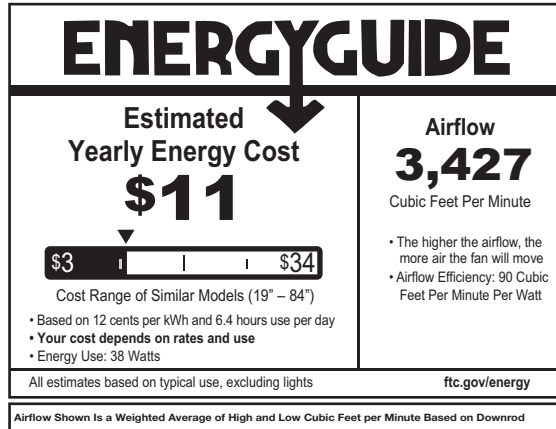 ENERGYGUIDE
Estimated
Yearly Energy Cost
$11
$3
$34
Cost Range of Similar Models (19” – 84”)
• Based on 12 cents per kWh and 6.4 hours use per day
• Your cost depends on rates and use
• Energy Use: 38 Watts
Airflow
3,427
Cubic Feet Per Minute
• The higher the airflow, the
more air the fan will move
• Airflow Efficiency: 90 Cubic
Feet Per Minute Per Watt
All estimates based on typical use, excluding lights
ftc.gov/energy
Airflow Shown Is a Weighted Average of High and Low Cubic Feet per Minute Based on Downrod